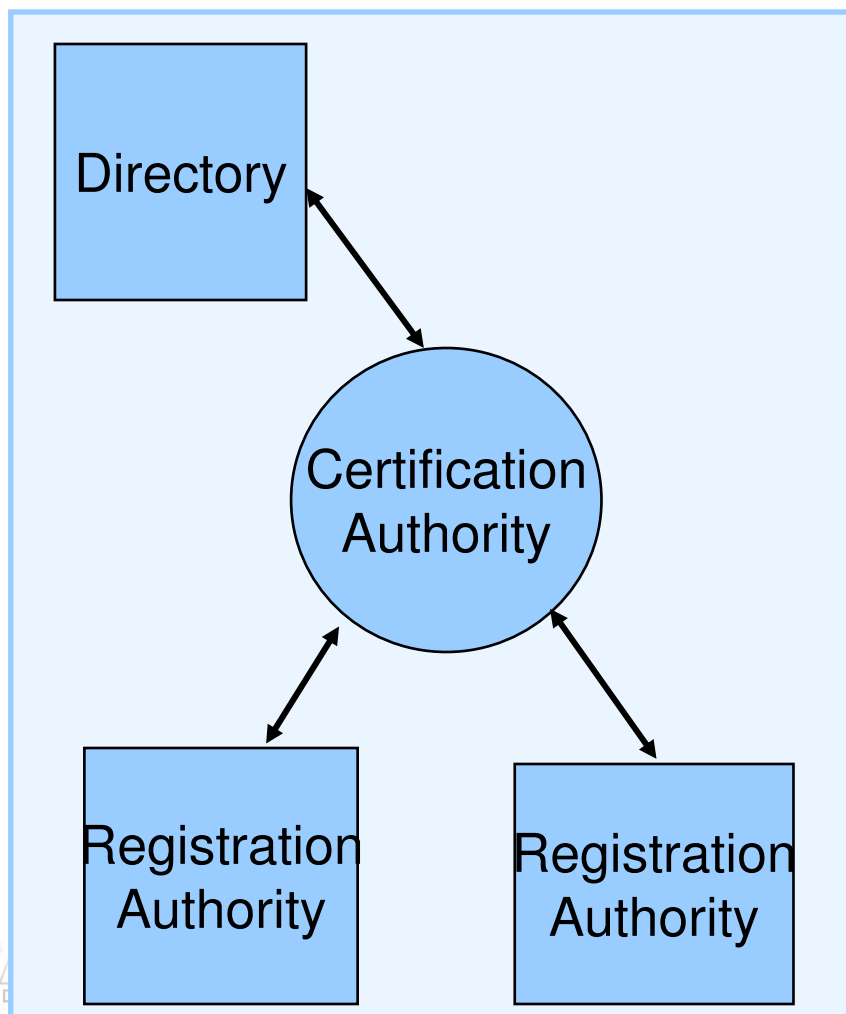 Directory
Certification
Authority
Registration
Authority
Registration
Authority